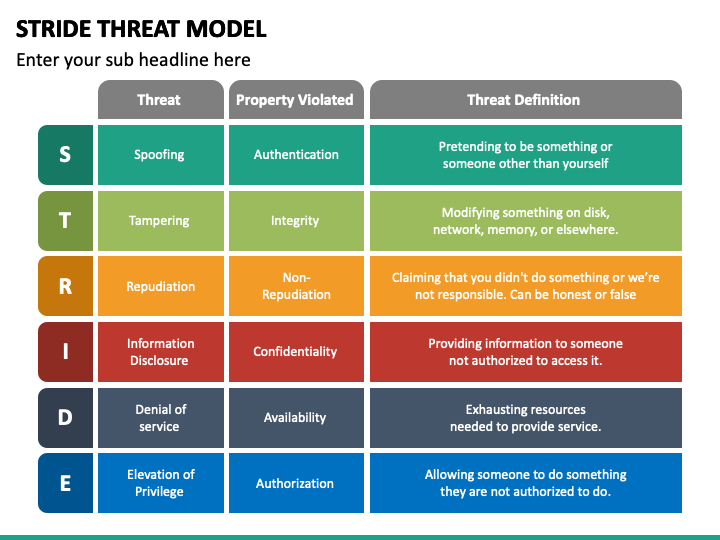 STRIDE THREAT MODEL
Enter your sub headline here
Threat
Property Violated
Threat Definition
S
Spoofing
Authentication
Pretending to be something or
someone other than yourself
T
Tampering
Integrity
Modifying something on disk,
network, memory, or elsewhere.
R
Repudiation
Non-
Repudiation
Claiming that you didn't do something or we’re
not responsible. Can be honest or false
I
Information
Disclosure
Confidentiality
Providing information to someone
not authorized to access it.
D
Denial of
service
Availability
Exhausting resources
needed to provide service.
E
Elevation of
Privilege
Authorization
Allowing someone to do something
they are not authorized to do.